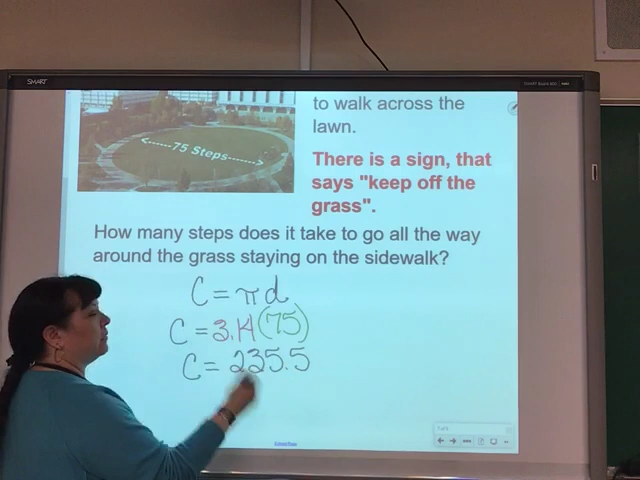 SMART
to walk across the
lawn.
<------75 Steps------>
There is a sign, that
says "keep off the
grass".
How many steps does it take to go all the way
around the grass staying on the sidewalk?
C = πd
C = 3.14(75)
C = 235.5